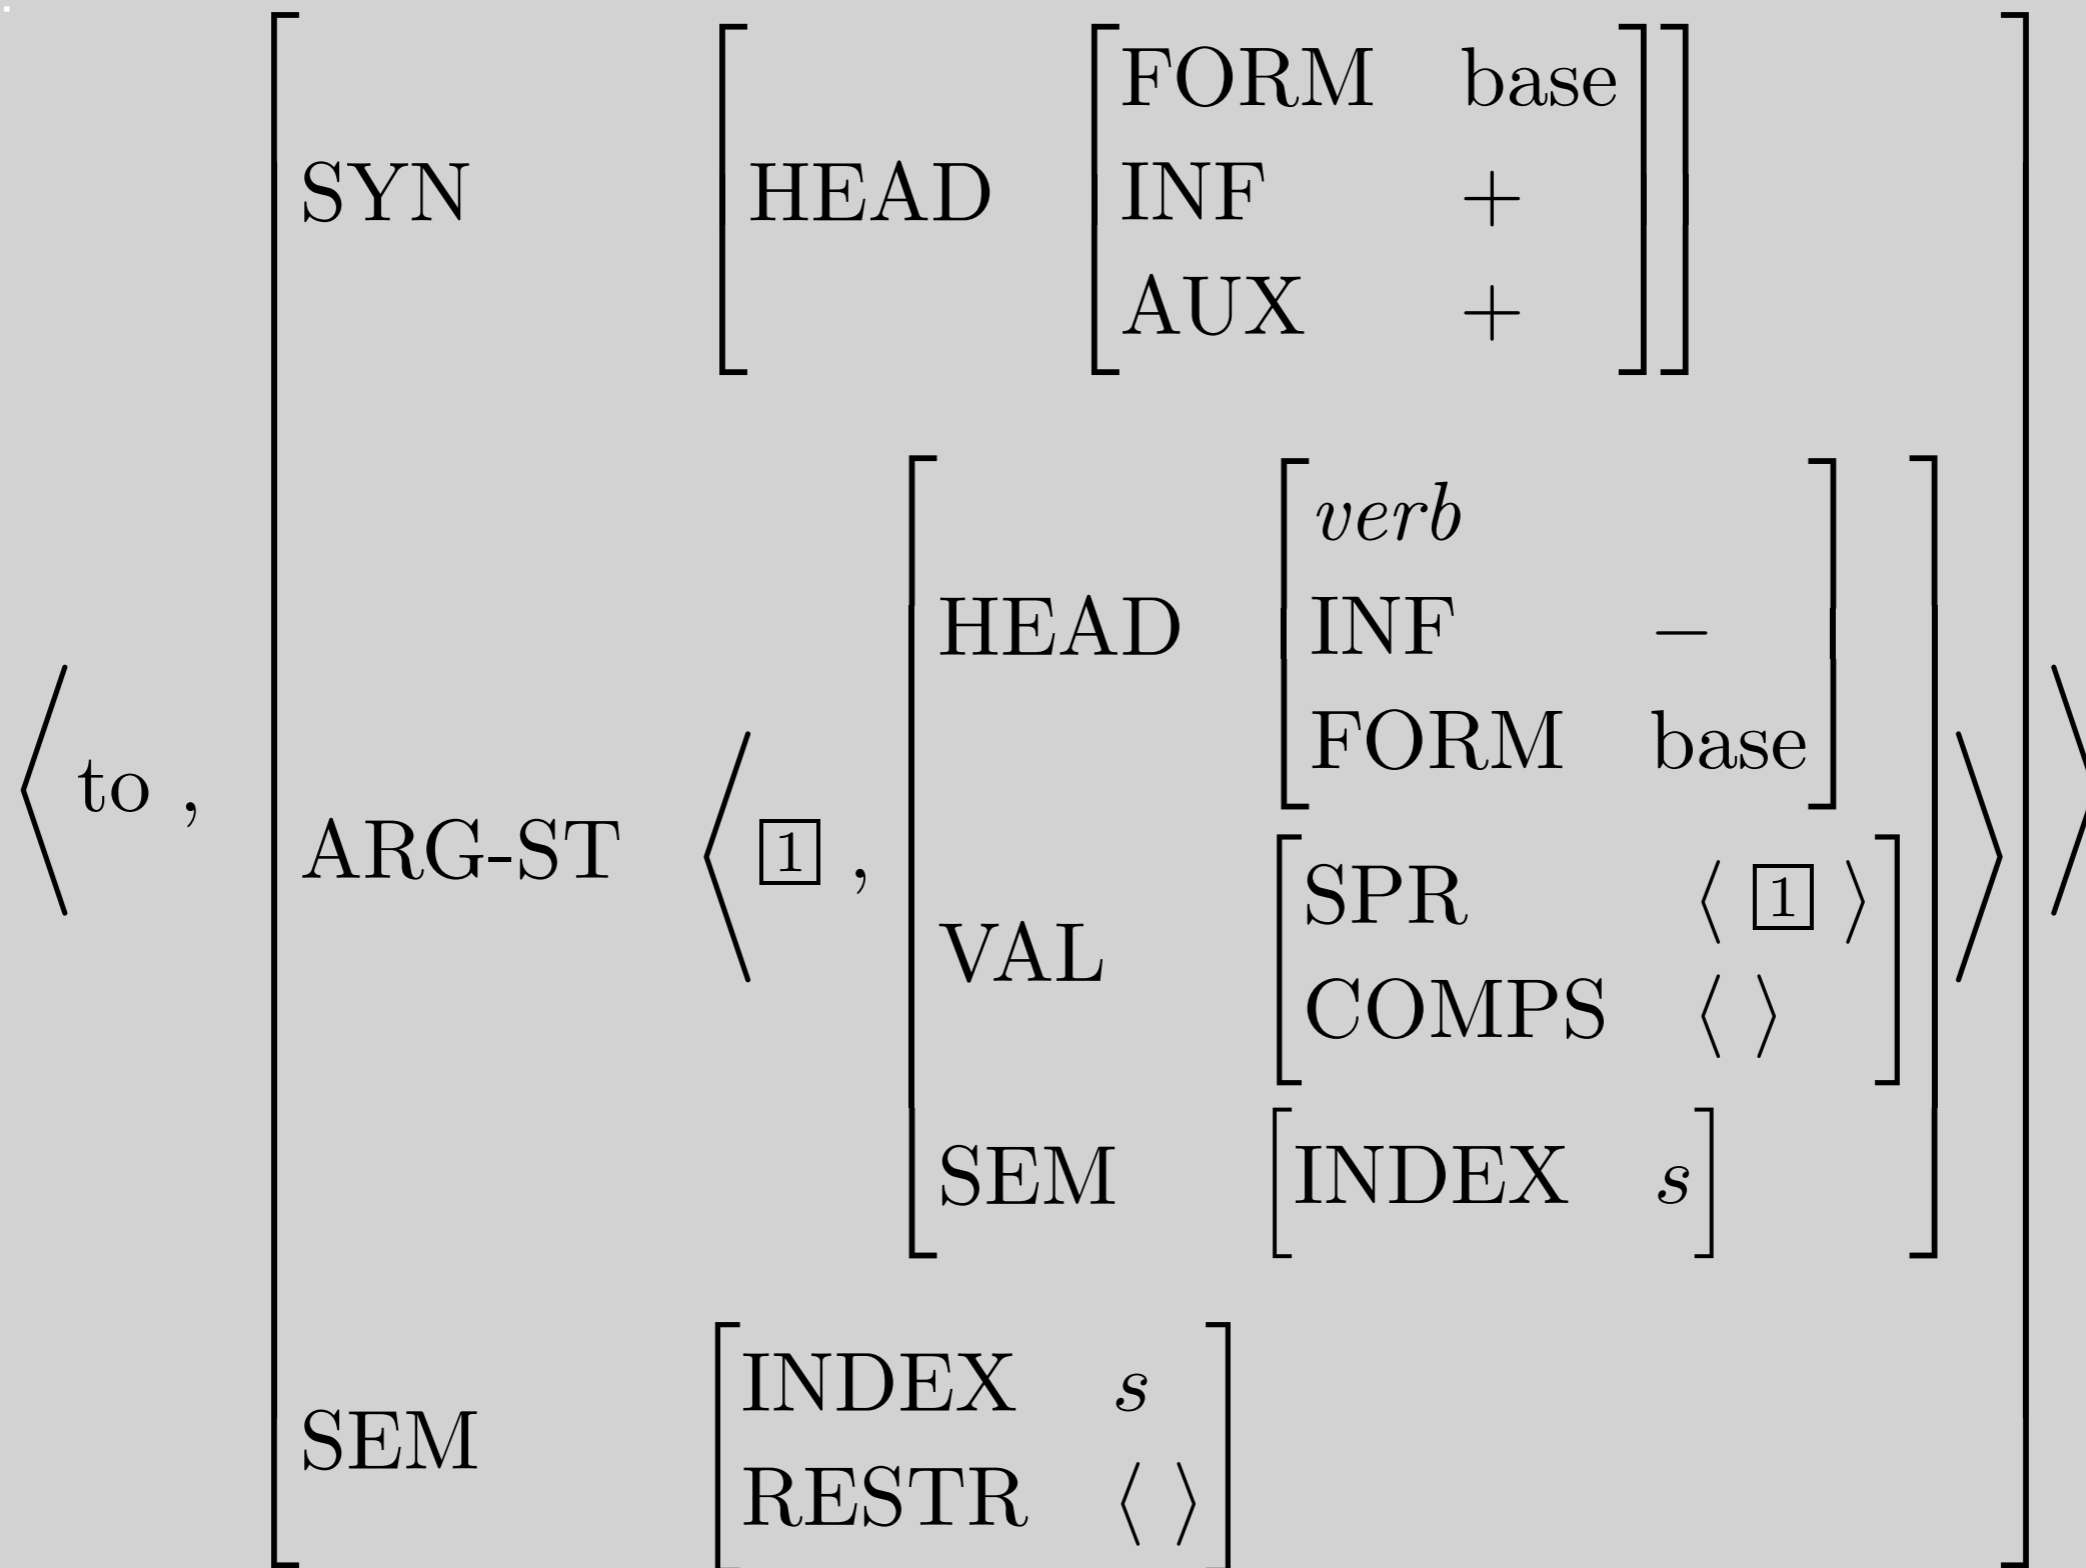 FORM base
SYN HEAD INF +
AUX +
verb
HEAD INF −
FORM base
⟨ to , ARG-ST ⟨ 1 , VAL SPR ⟨ 1 ⟩ ⟩ ⟩
COMPS ⟨ ⟩
SEM INDEX s
SEM INDEX s
RESTR ⟨ ⟩